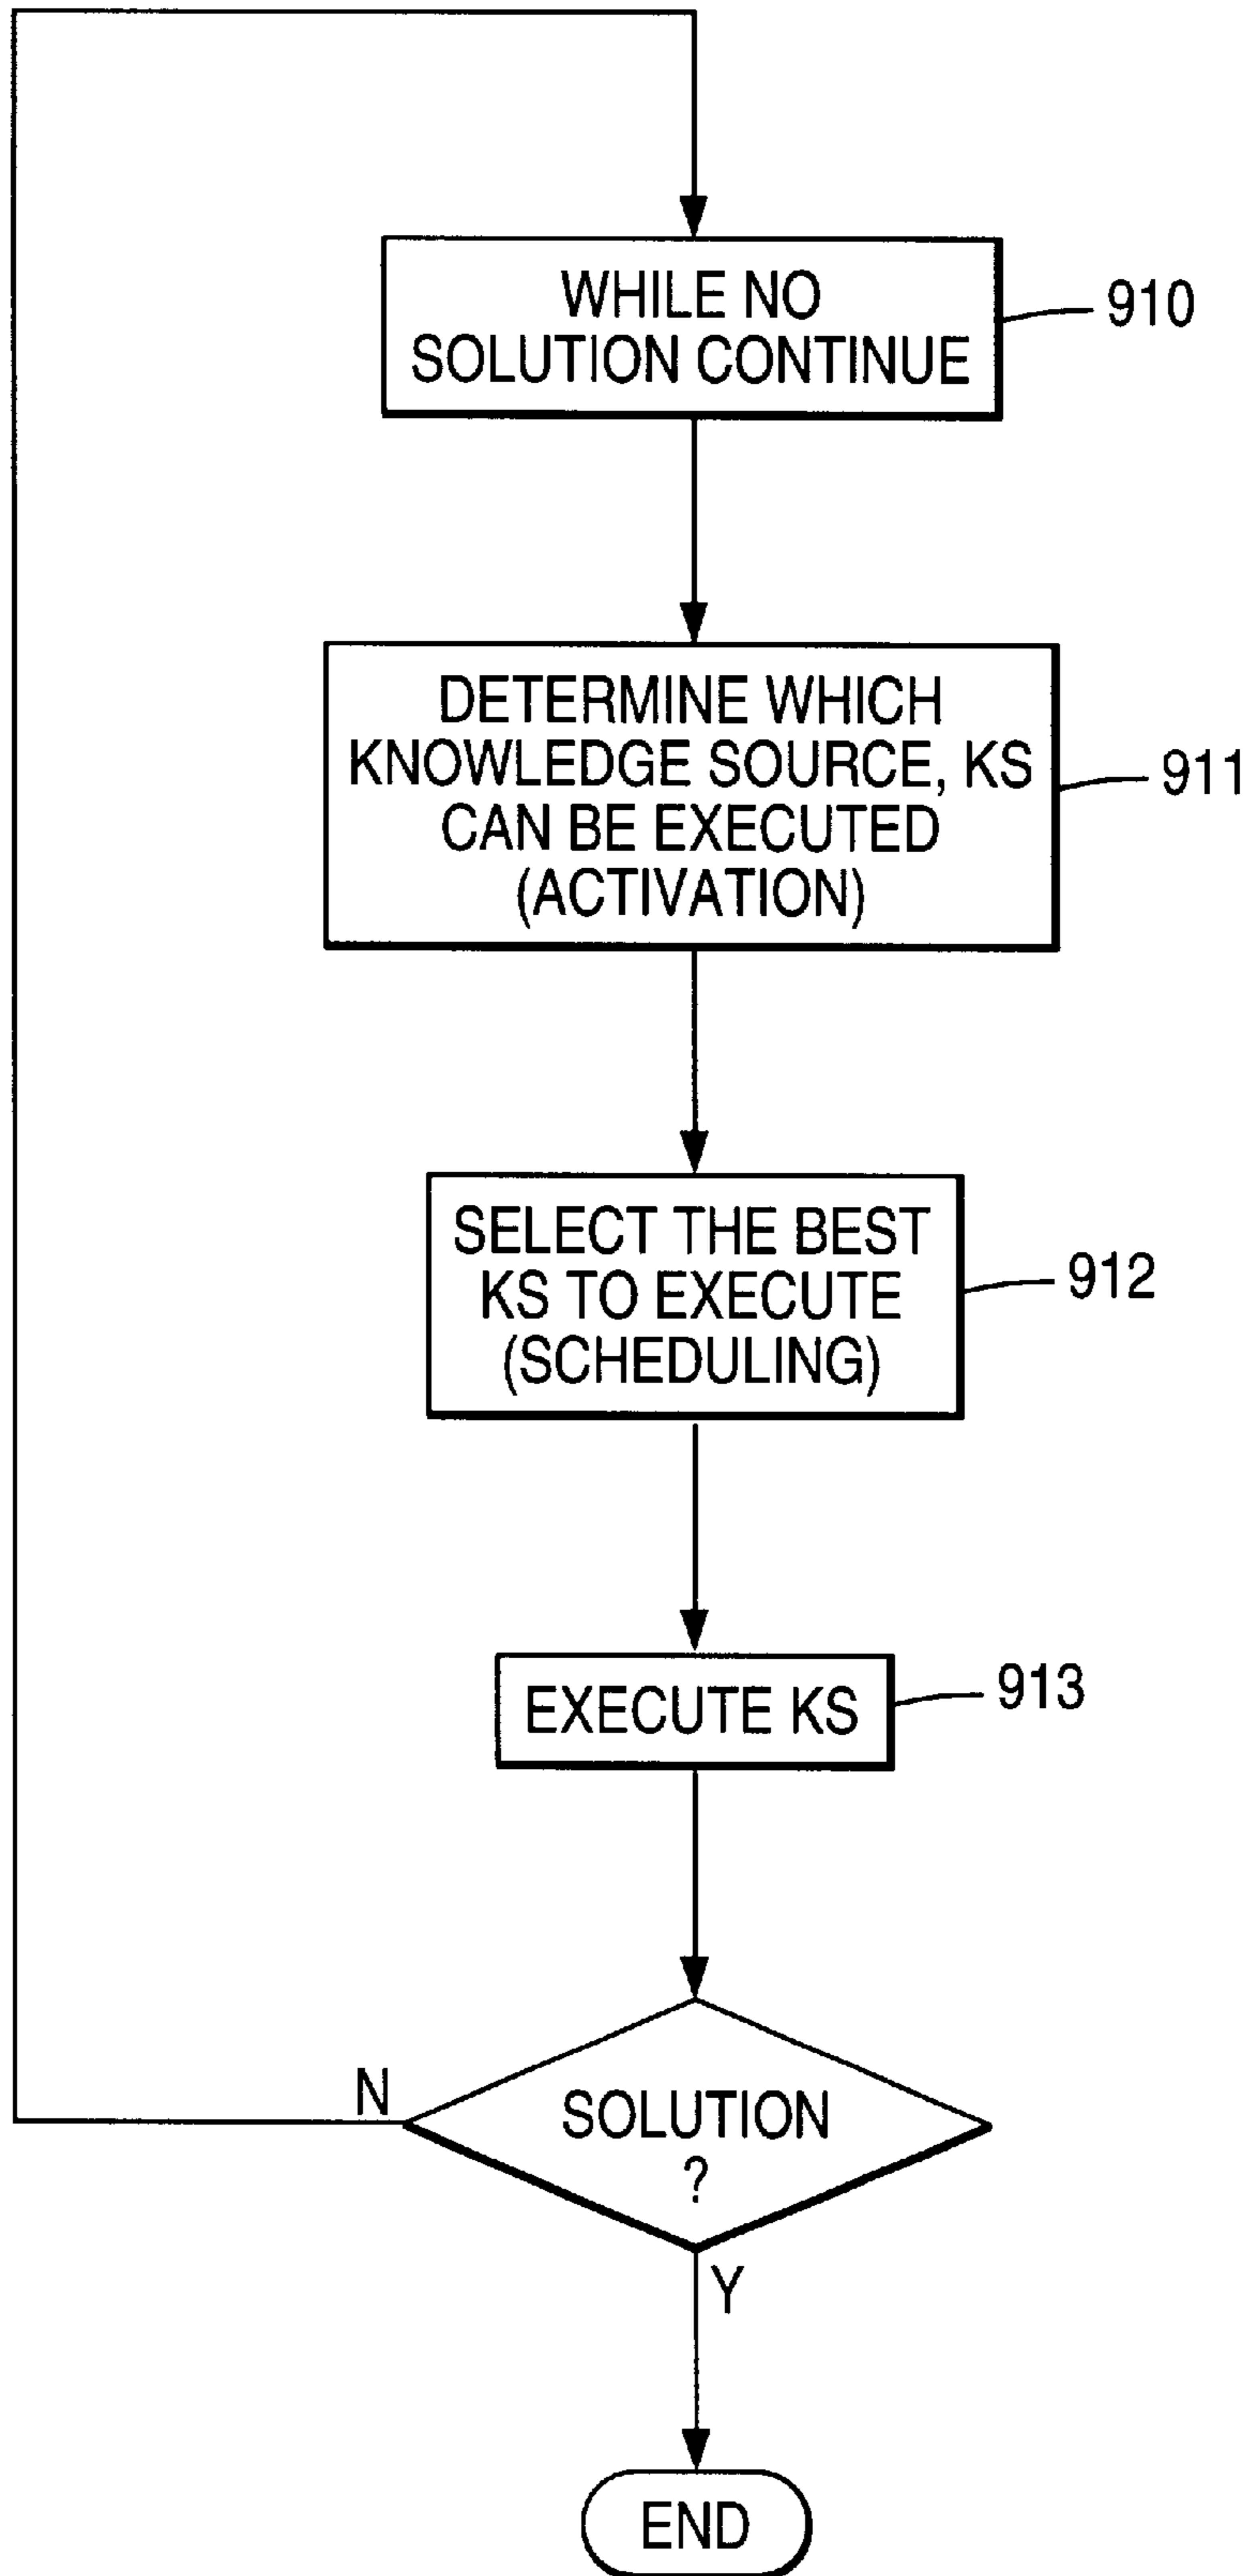 WHILE NO
SOLUTION CONTINUE
910
DETERMINE WHICH
KNOWLEDGE SOURCE, KS
CAN BE EXECUTED
(ACTIVATION)
911
SELECT THE BEST
KS TO EXECUTE
(SCHEDULING)
912
EXECUTE KS
913
SOLUTION
?
N
Y
END